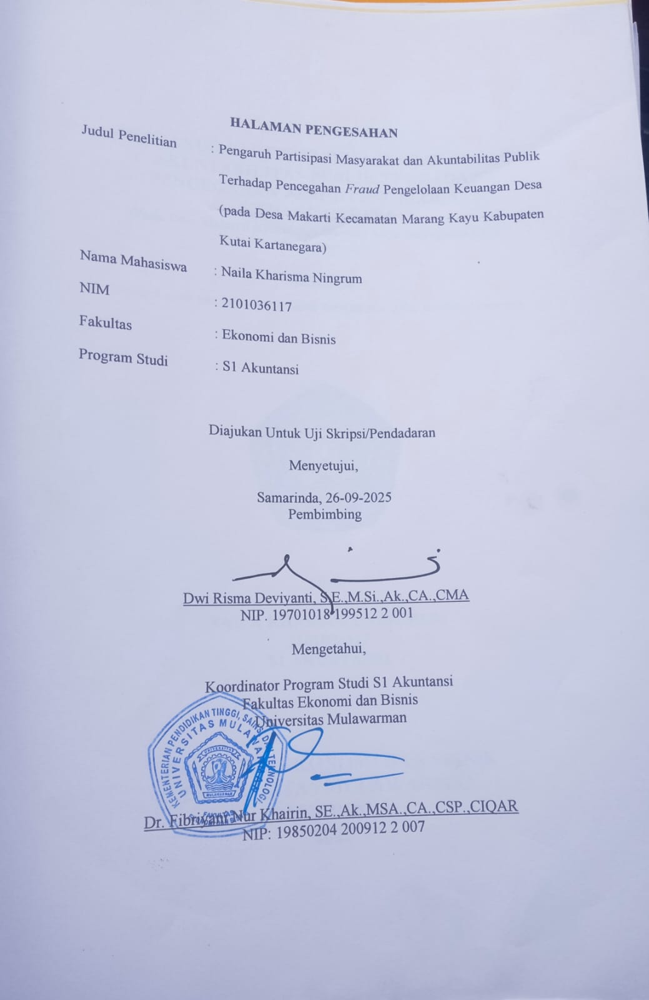 HALAMAN PENGESAHAN
Judul Penelitian : Pengaruh Partisipasi Masyarakat dan Akuntabilitas Publik
Terhadap Pencegahan Fraud Pengelolaan Keuangan Desa
(pada Desa Makarti Kecamatan Marang Kayu Kabupaten
Kutai Kartanegara)
Nama Mahasiswa : Naila Kharisma Ningrum
NIM : 2101036117
Fakultas : Ekonomi dan Bisnis
Program Studi : S1 Akuntansi
Diajukan Untuk Uji Skripsi/Pendadaran
Menyetujui,
Samarinda, 26-09-2025
Pembimbing
Dwi Risma Deviyanti, S.E.,M.Si.,Ak.,CA.,CMA
NIP. 19701018 199512 2 001
Mengetahui,
Koordinator Program Studi S1 Akuntansi
Fakultas Ekonomi dan Bisnis
Universitas Mulawarman
KEMENTERIAN PENDIDIKAN TINGGI, SAINS, DAN TEKNOLOGI
UNIVERSITAS MULAWARMAN
UNIVERSITAS
MULAWARMAN
FAKULTAS
Dr. Fibriyani Nur Khairin, SE.,Ak.,MSA.,CA.,CSP.,CIQAR
NIP: 19850204 200912 2 007